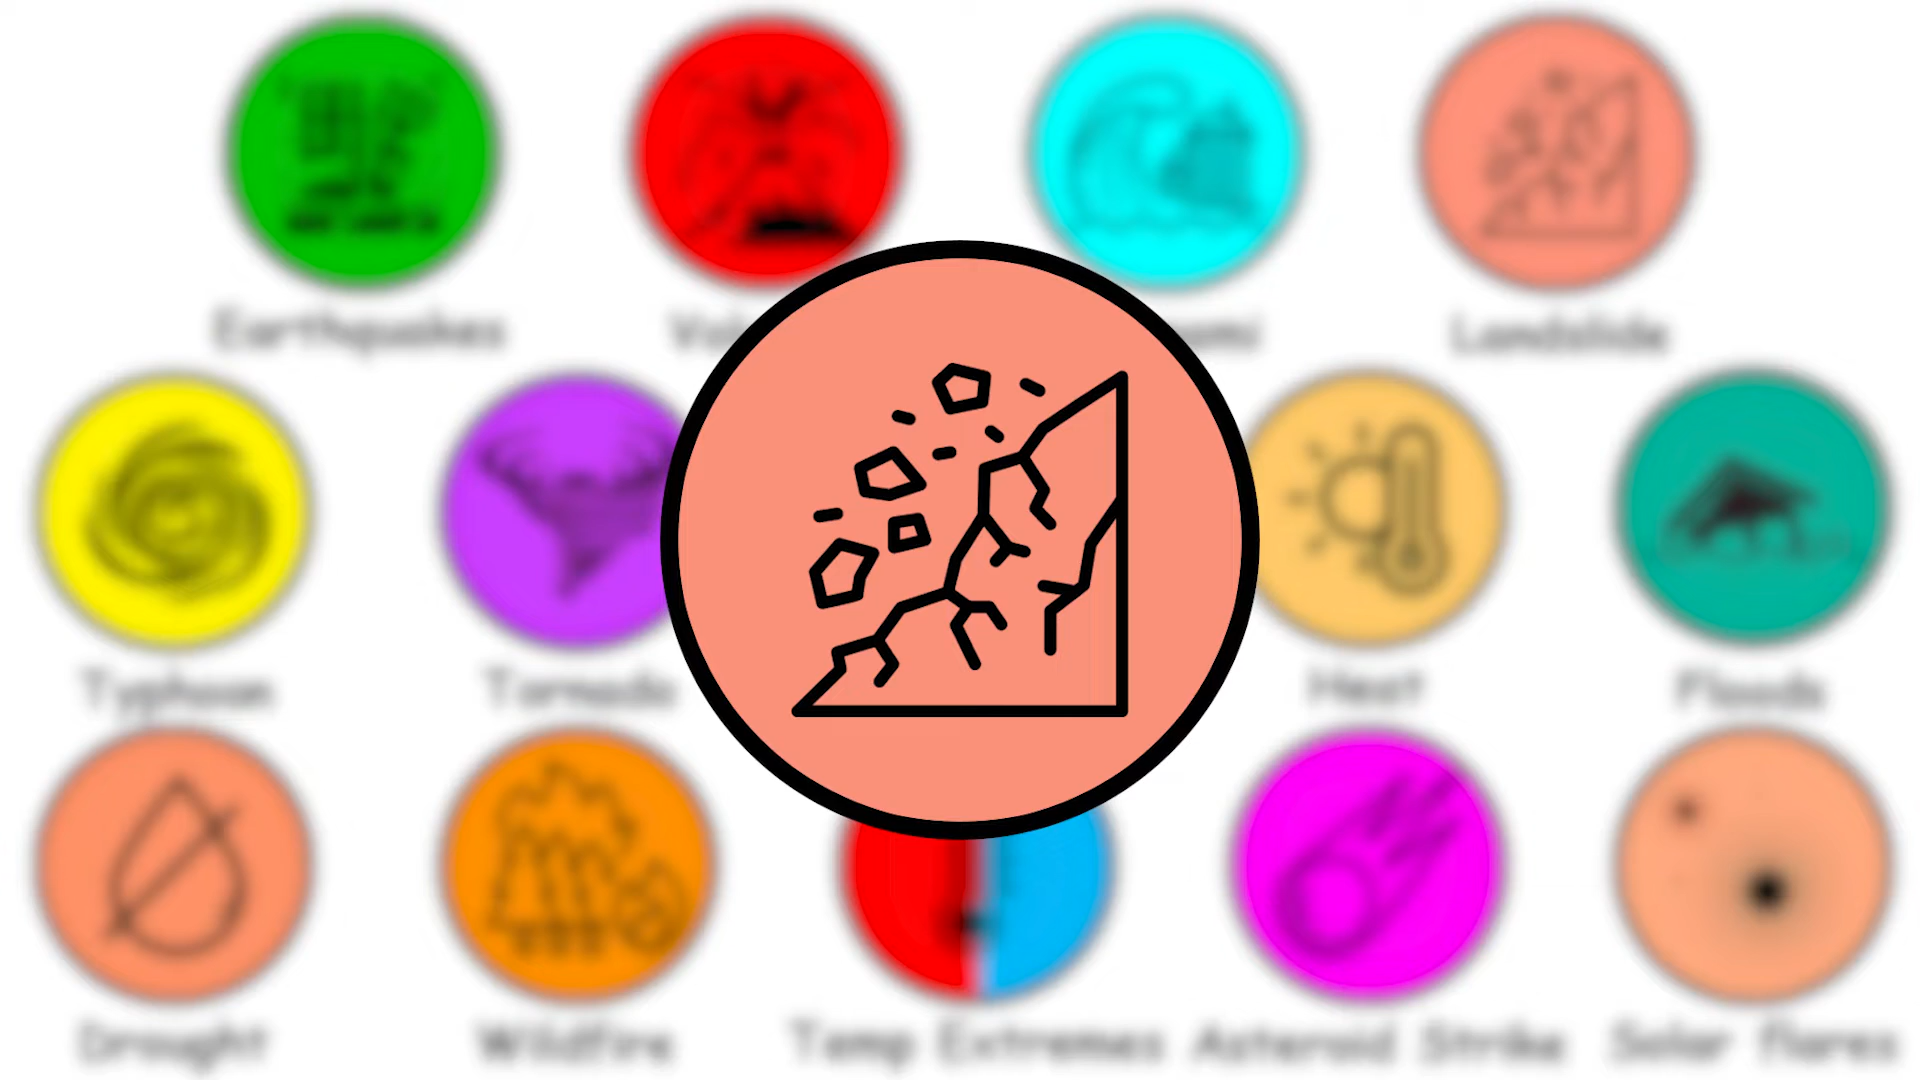 Earthquakes
Landslide
Typhoon
Tornado
Heat
Floods
Drought
Wildfire
Temp Extremes
Asteroid Strike
Solar flares